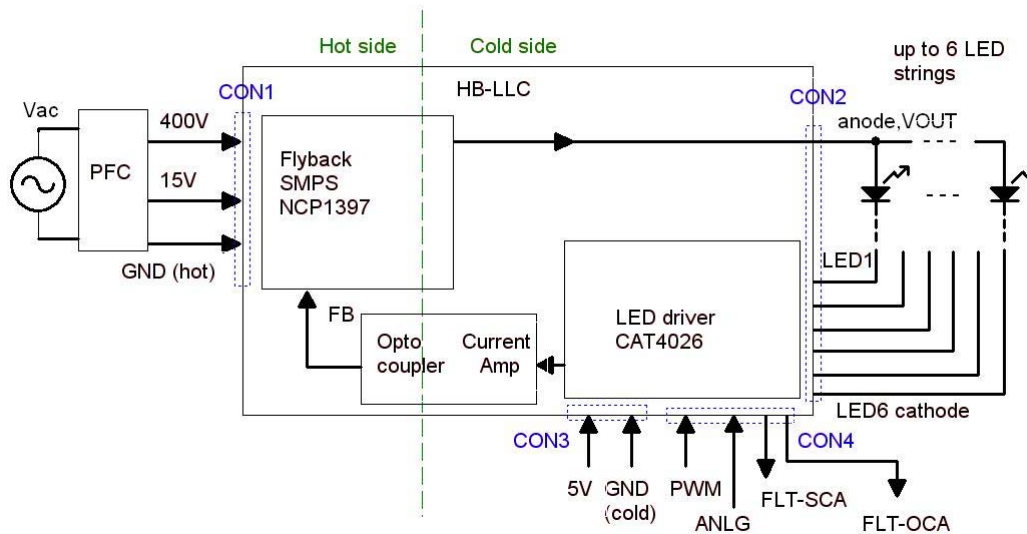 Hot side
Cold side
up to 6 LED
strings
HB-LLC
CON1
CON2
Vac
400V
anode,VOUT
PFC
Flyback
SMPS
NCP1397
15V
GND (hot)
LED1
FB
LED driver
CAT4026
Opto
coupler
Current
Amp
LED6 cathode
CON3
CON4
5V
GND
(cold)
PWM
ANLG
FLT-SCA
FLT-OCA